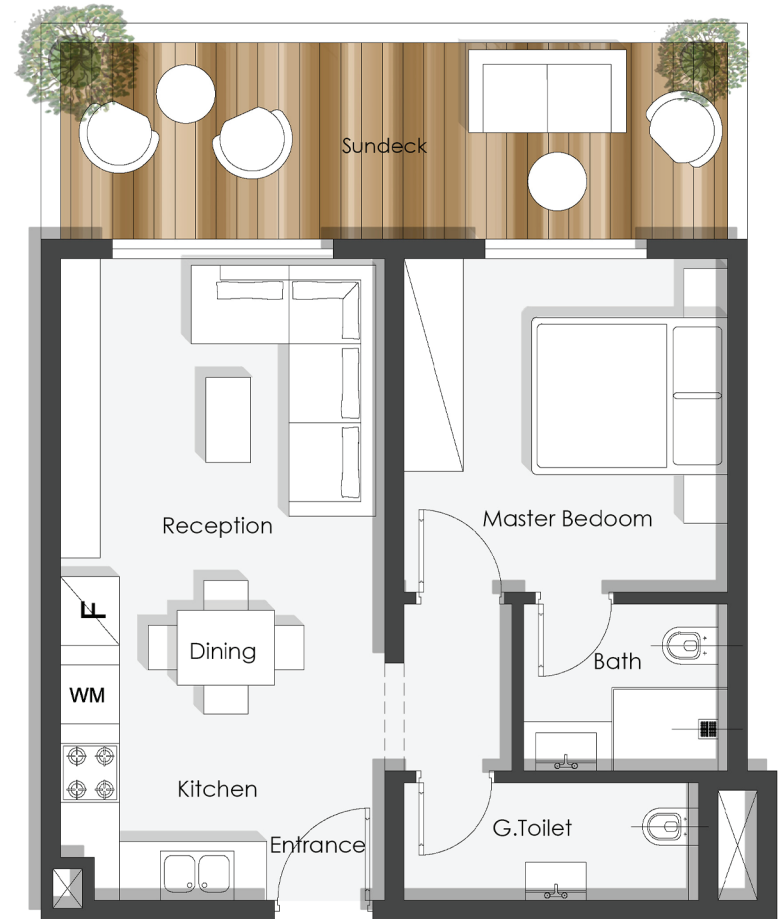 Sundeck
Reception
Master Bedoom
F
Dining
Bath
WM
Kitchen
G.Toilet
Entrance